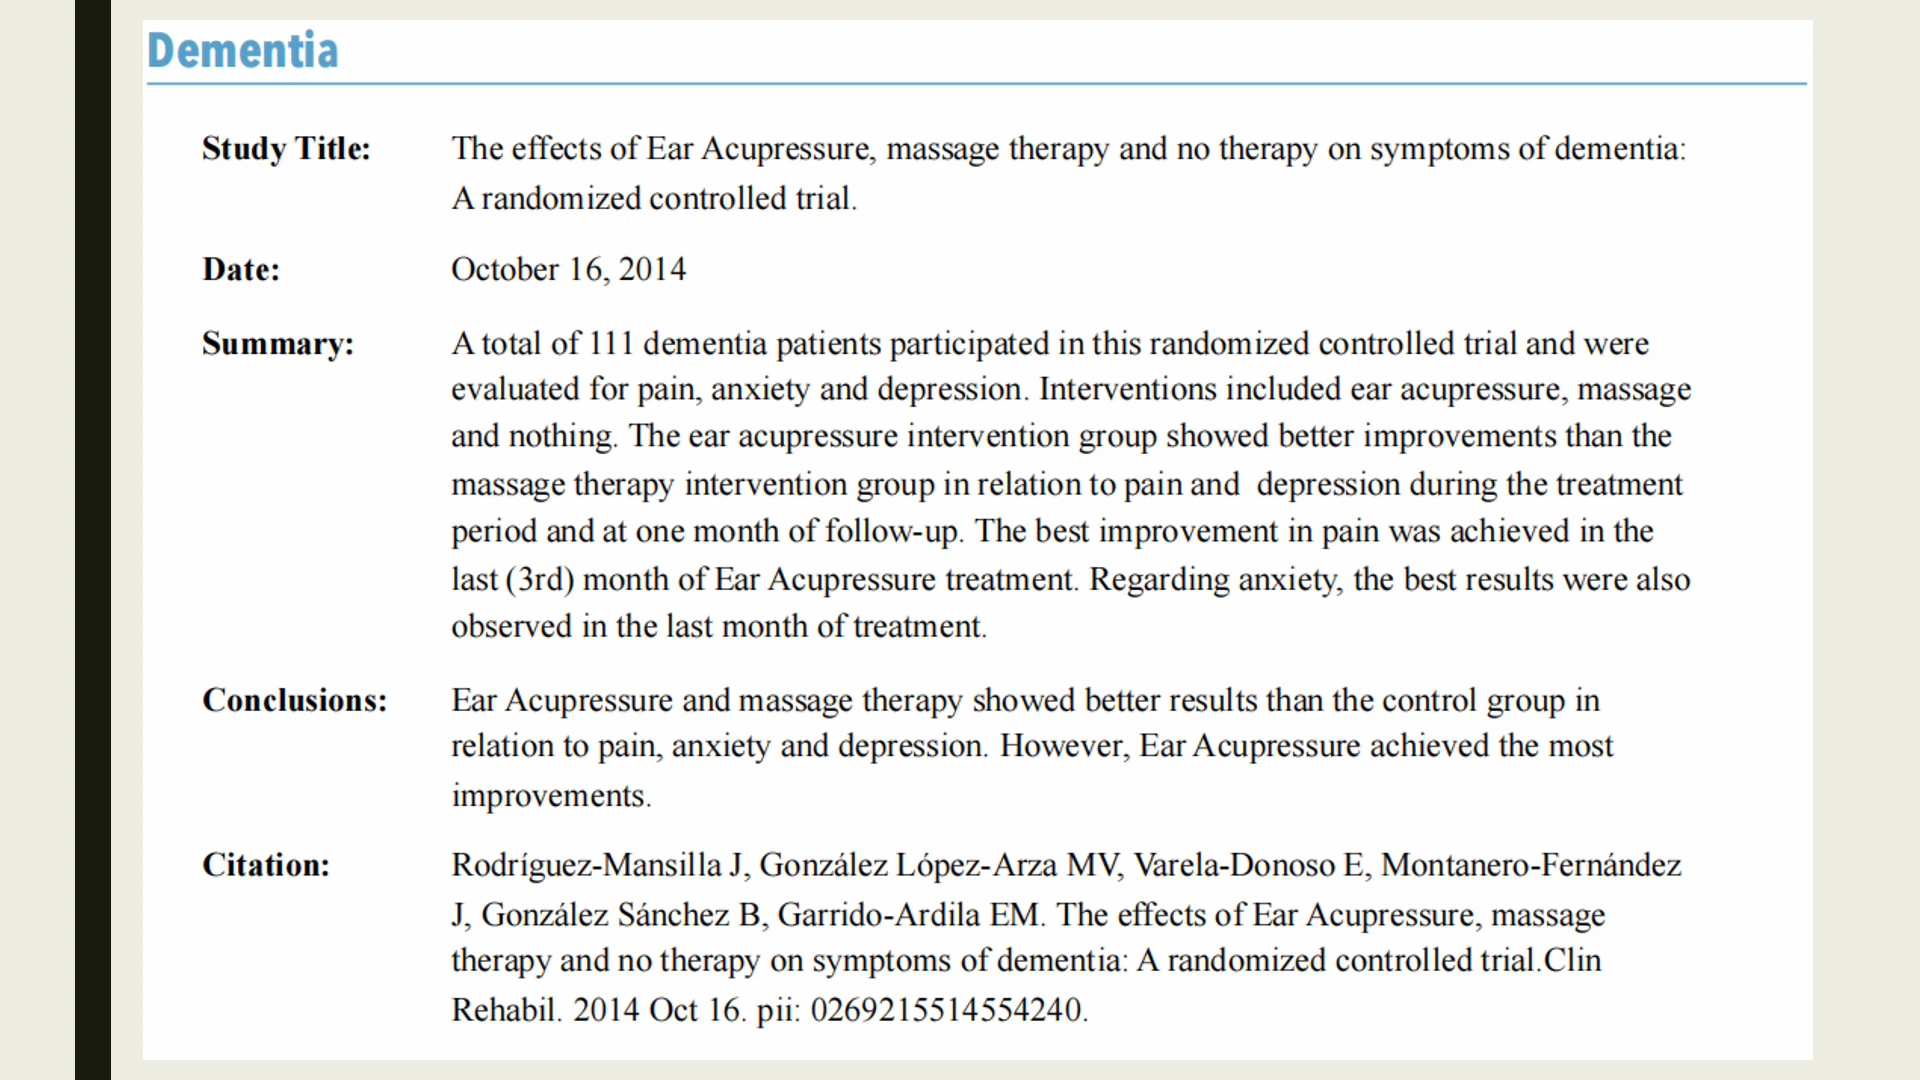 Dementia
Study Title: The effects of Ear Acupressure, massage therapy and no therapy on symptoms of dementia:
A randomized controlled trial.
Date: October 16, 2014
Summary: A total of 111 dementia patients participated in this randomized controlled trial and were
evaluated for pain, anxiety and depression. Interventions included ear acupressure, massage
and nothing. The ear acupressure intervention group showed better improvements than the
massage therapy intervention group in relation to pain and depression during the treatment
period and at one month of follow-up. The best improvement in pain was achieved in the
last (3rd) month of Ear Acupressure treatment. Regarding anxiety, the best results were also
observed in the last month of treatment.
Conclusions: Ear Acupressure and massage therapy showed better results than the control group in
relation to pain, anxiety and depression. However, Ear Acupressure achieved the most
improvements.
Citation: Rodríguez-Mansilla J, González López-Arza MV, Varela-Donoso E, Montanero-Fernández
J, González Sánchez B, Garrido-Ardila EM. The effects of Ear Acupressure, massage
therapy and no therapy on symptoms of dementia: A randomized controlled trial.Clin
Rehabil. 2014 Oct 16. pii: 0269215514554240.